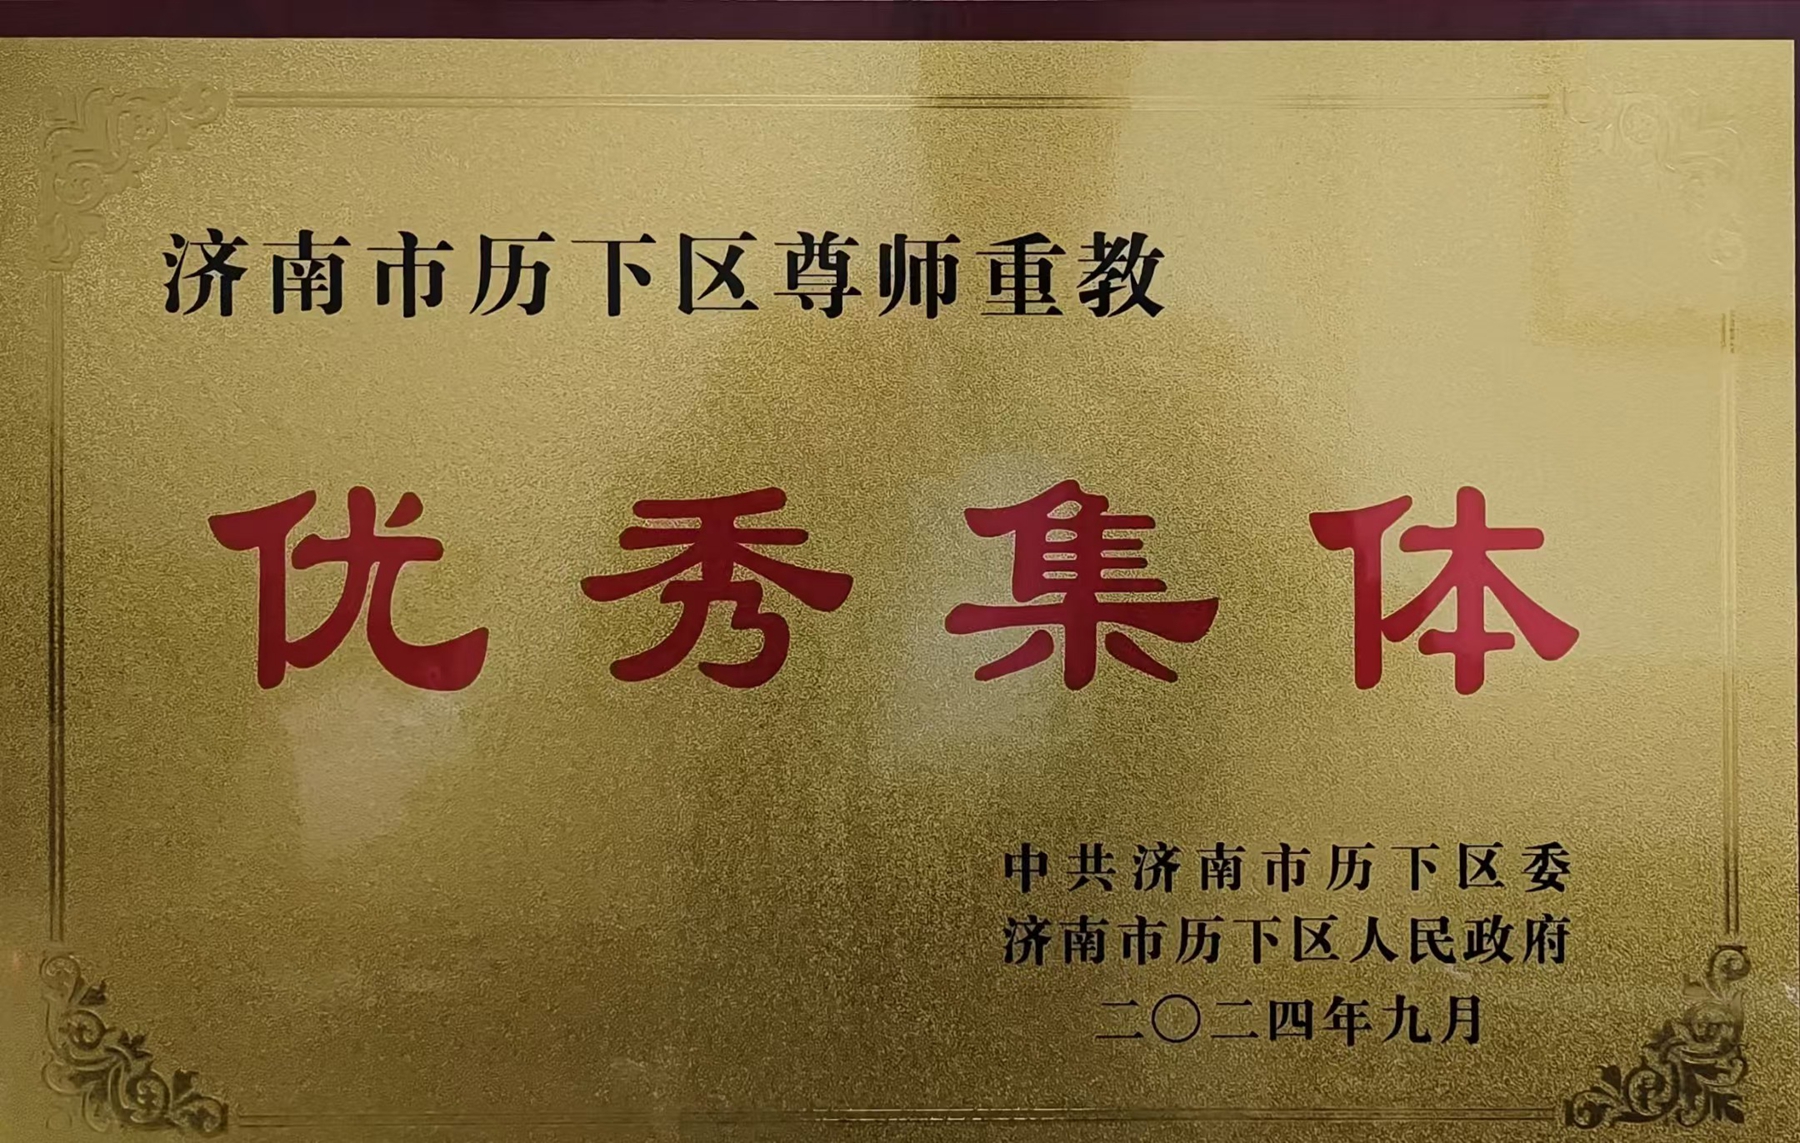 济南市历下区尊师重教
优秀集体
中共济南市历下区委
济南市历下区人民政府
二〇二四年九月